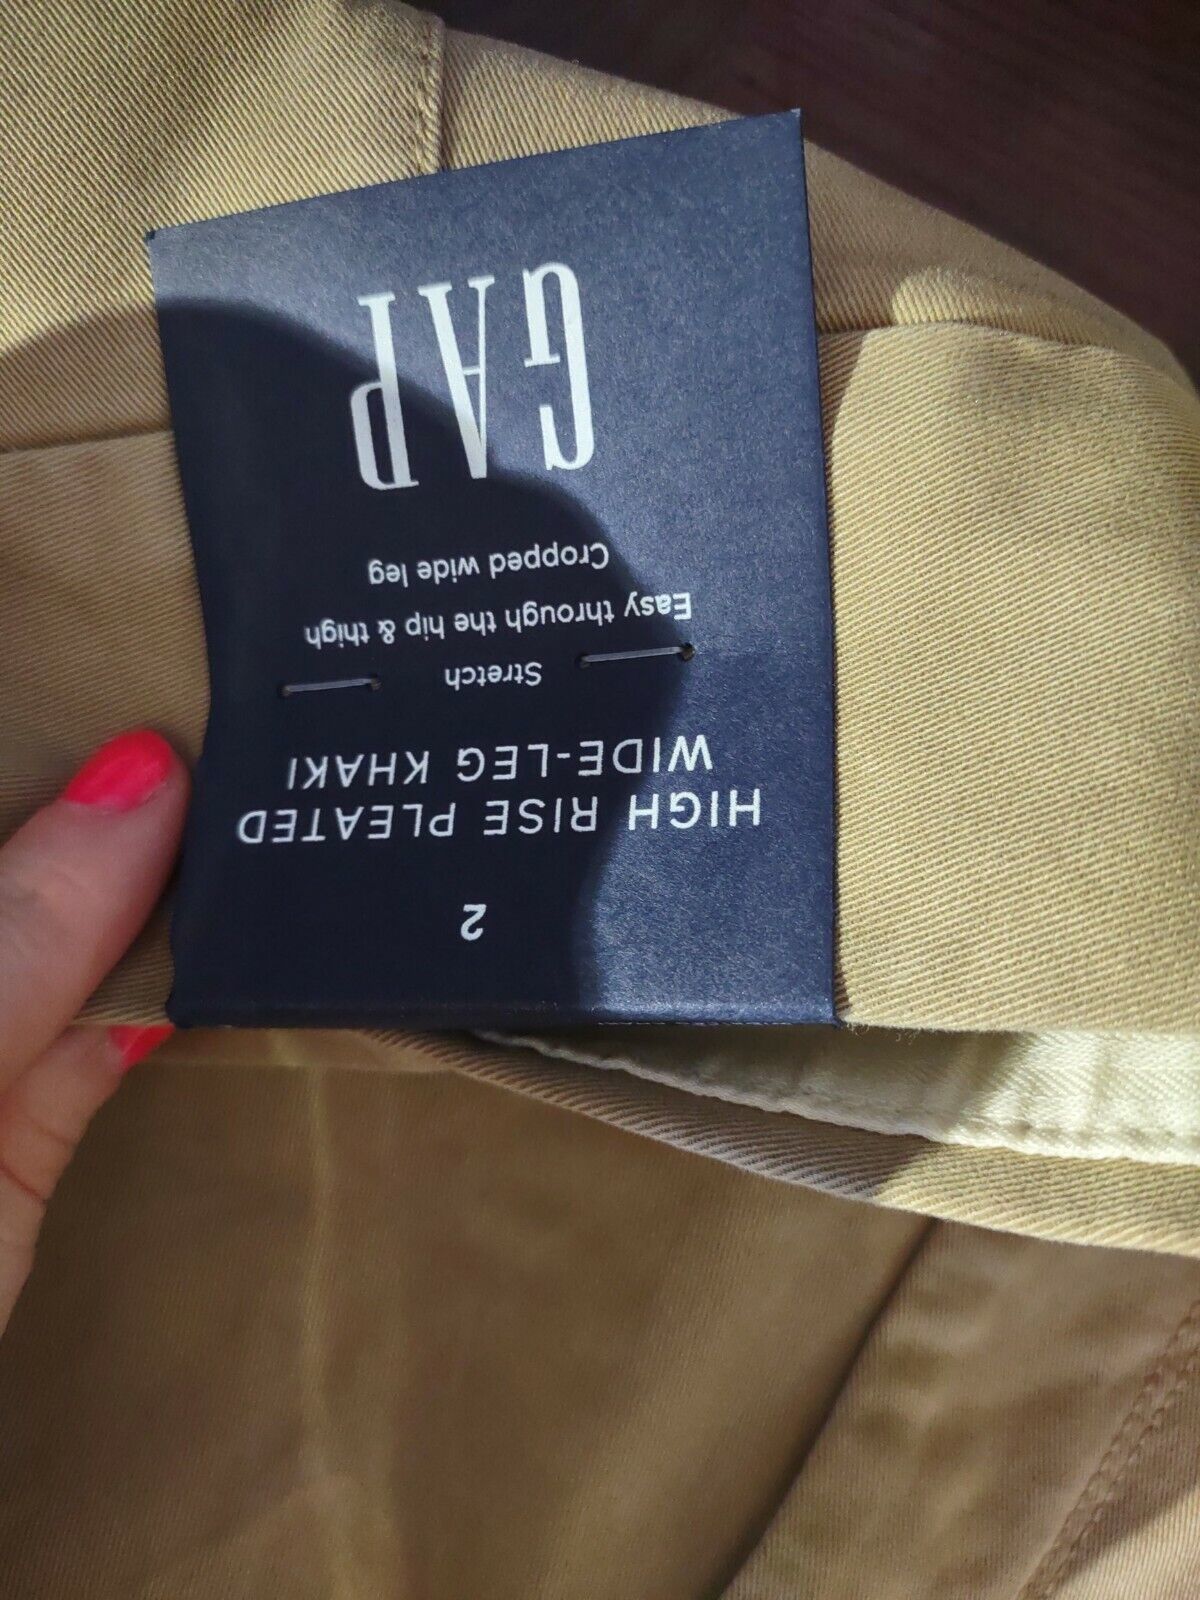 GAP
Cropped wide leg
Easy through the hip & thigh
Stretch
HIGH RISE PLEATED
WIDE-LEG KHAKI
2